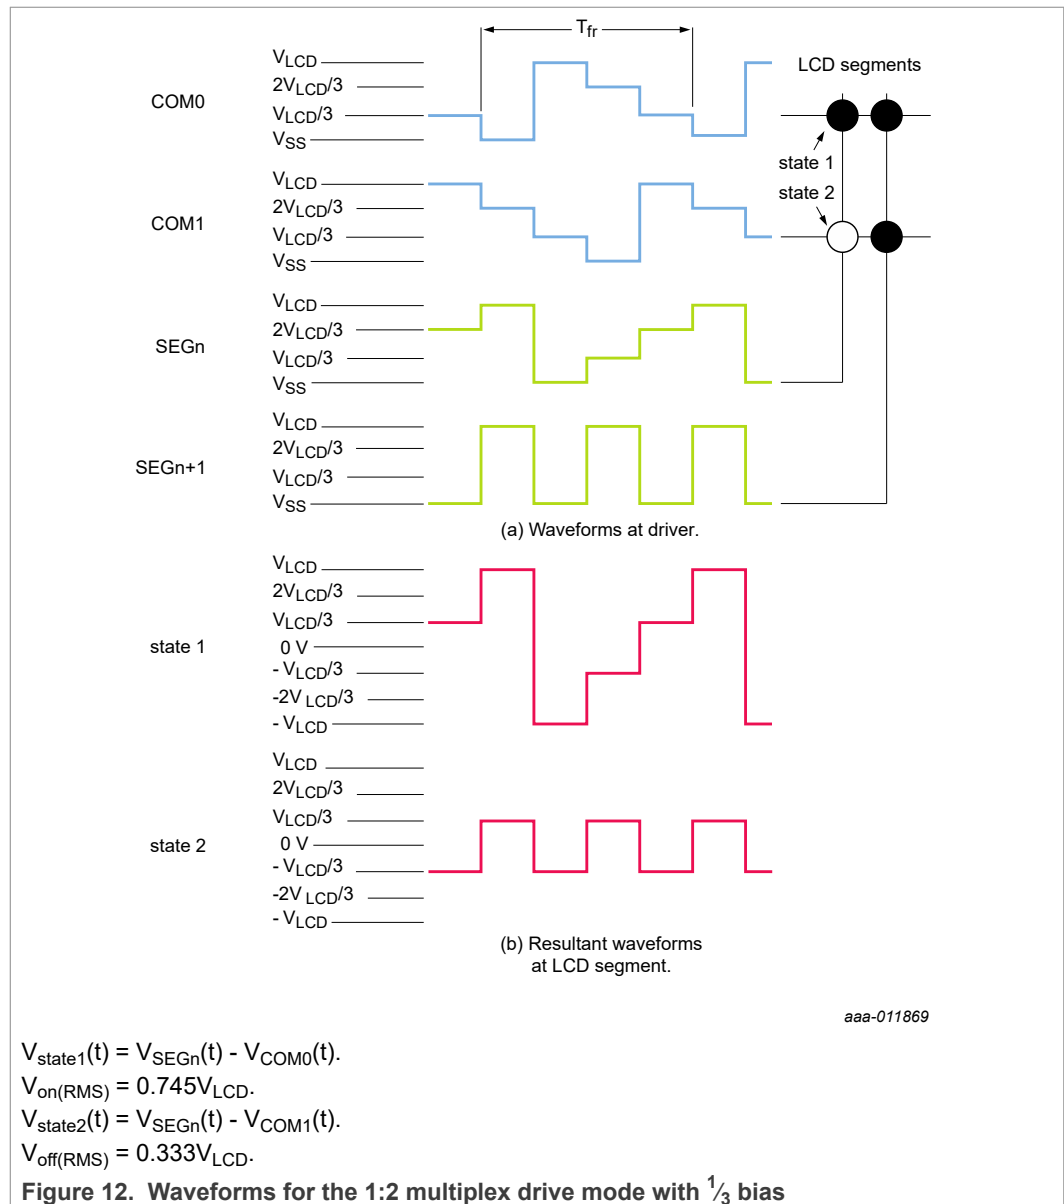 T_fr
V_LCD
2V_LCD/3
COM0
V_LCD/3
V_SS
LCD segments
state 1
state 2
V_LCD
2V_LCD/3
COM1
V_LCD/3
V_SS
V_LCD
2V_LCD/3
SEGn
V_LCD/3
V_SS
V_LCD
2V_LCD/3
SEGn+1
V_LCD/3
V_SS
(a) Waveforms at driver.
V_LCD
2V_LCD/3
V_LCD/3
state 1
0 V
- V_LCD/3
-2V_LCD/3
- V_LCD
V_LCD
2V_LCD/3
V_LCD/3
state 2
0 V
- V_LCD/3
-2V_LCD/3
- V_LCD
(b) Resultant waveforms
at LCD segment.
aaa-011869
V_state1(t) = V_SEGn(t) - V_COM0(t).
V_on(RMS) = 0.745V_LCD.
V_state2(t) = V_SEGn(t) - V_COM1(t).
V_off(RMS) = 0.333V_LCD.
Figure 12. Waveforms for the 1:2 multiplex drive mode with 1⁄3 bias